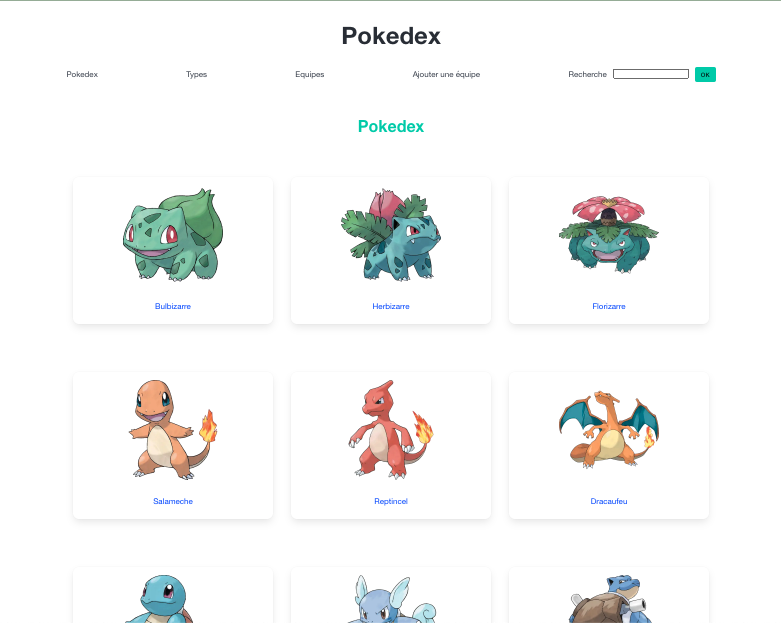 Pokedex
Pokedex Types Equipes Ajouter une équipe Recherche OK
Pokedex
Bulbizarre Herbizarre Florizarre
Salameche Reptincel Dracaufeu